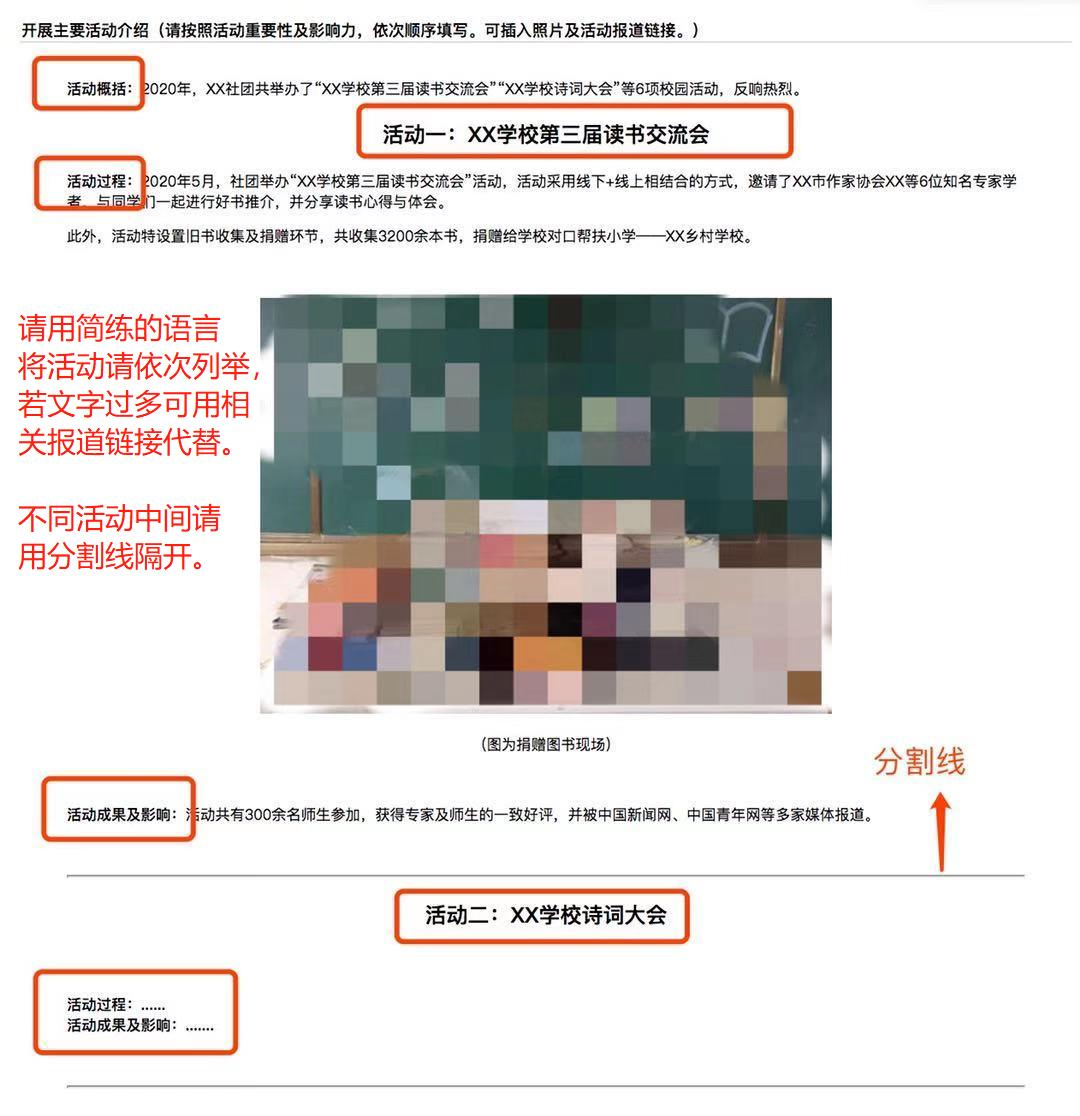 开展主要活动介绍（请按照活动重要性及影响力，依次顺序填写。可插入照片及活动报道链接。）
活动概括：2020年，XX社团共举办了“XX学校第三届读书交流会”“XX学校诗词大会”等6项校园活动，反响热烈。
活动一：XX学校第三届读书交流会
活动过程：2020年5月，社团举办“XX学校第三届读书交流会”活动，活动采用线下+线上相结合的方式，邀请了XX市作家协会XX等6位知名专家学
者，与同学们一起进行好书推介，并分享读书心得与体会。
此外，活动特设置旧书收集及捐赠环节，共收集3200余本书，捐赠给学校对口帮扶小学——XX乡村学校。
请用简练的语言
将活动请依次列举，
若文字过多可用相
关报道链接代替。
不同活动中间请
用分割线隔开。
（图为捐赠图书现场）
分割线
活动成果及影响：活动共有300余名师生参加，获得专家及师生的一致好评，并被中国新闻网、中国青年网等多家媒体报道。
活动二：XX学校诗词大会
活动过程：......
活动成果及影响：.......